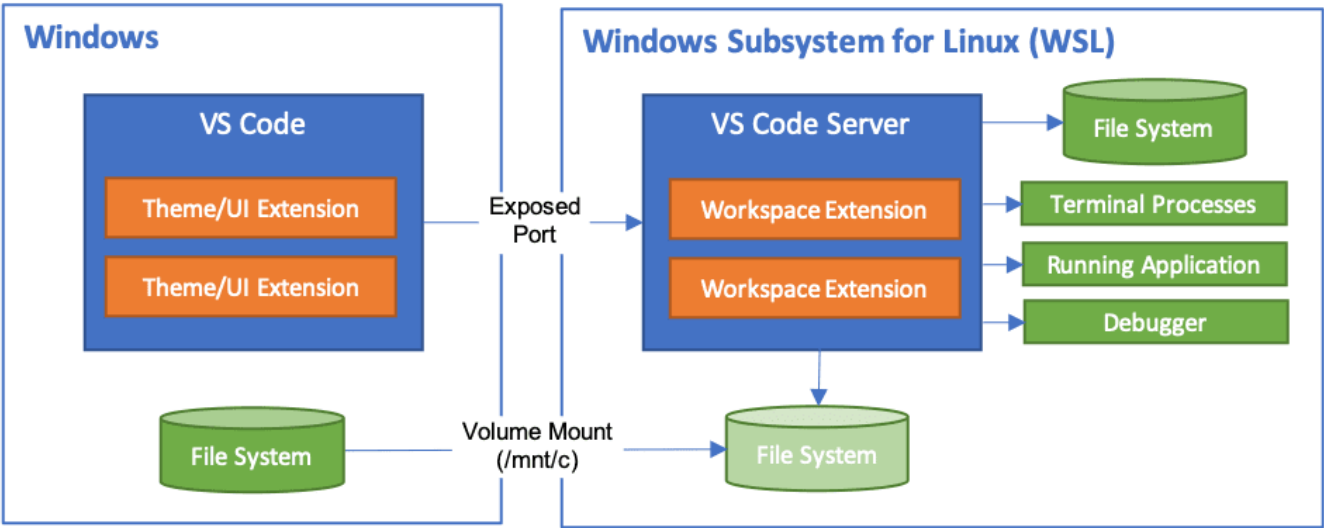 Windows
VS Code
Theme/UI Extension
Theme/UI Extension
File System
Exposed
Port
Volume Mount
(/mnt/c)
Windows Subsystem for Linux (WSL)
VS Code Server
Workspace Extension
Workspace Extension
File System
Terminal Processes
Running Application
Debugger
File System